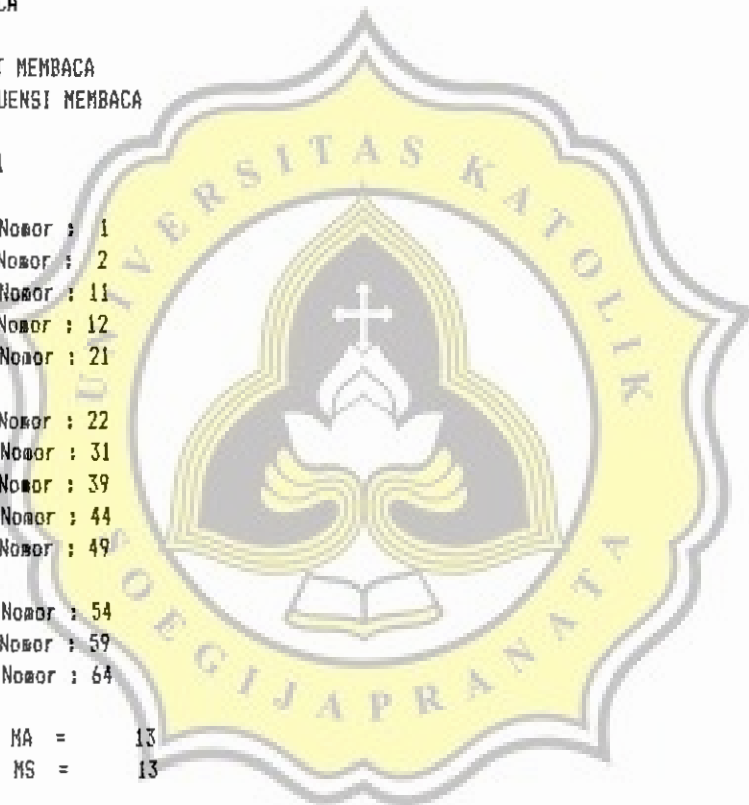 T MEMBACA
UENSI MEMBACA
A
Nomor : 1
Nomor : 2
Nomor : 11
Nomor : 12
Nomor : 21
Nomor : 22
Nomor : 31
Nomor : 39
Nomor : 44
Nomor : 49
Nomor : 54
Nomor : 59
Nomor : 64
MA = 13
MS = 13
UNIVERSITAS KATOLIK
SOEGIJAPRANATA